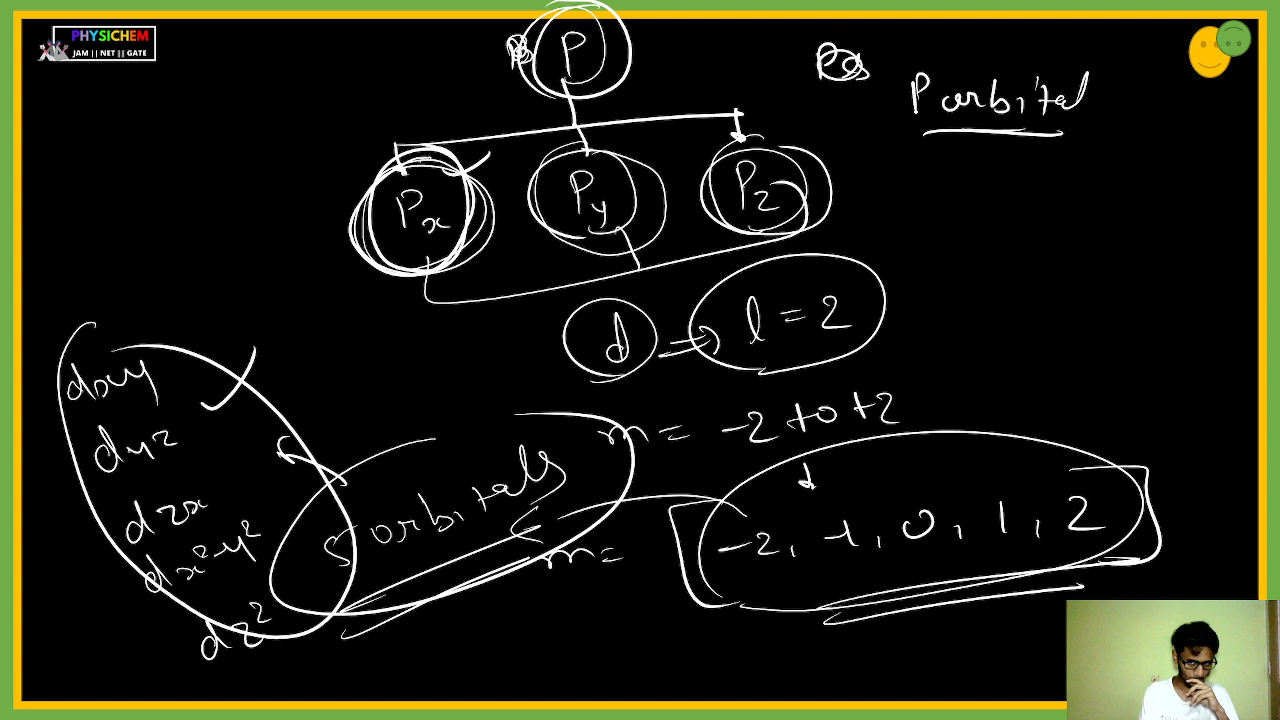 PHYSICHEM
JAM || NET || GATE
P
P orbital
Px Py Pz
d ⇒ l = 2
m = -2 to +2
m = -2, -1, 0, 1, 2
5 orbitals
dxy
dyz
dzx
dx²-y²
dz²